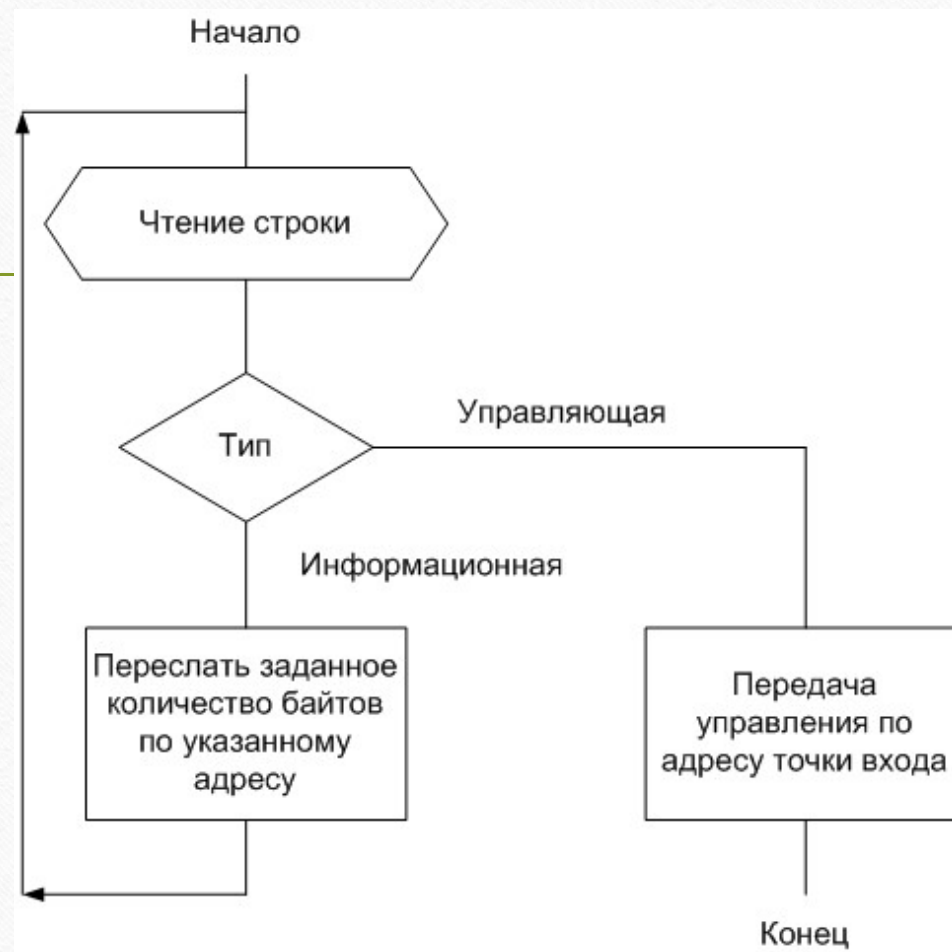 Начало
Чтение строки
Тип
Управляющая
Информационная
Переслать заданное
количество байтов
по указанному
адресу
Передача
управления по
адресу точки входа
Конец